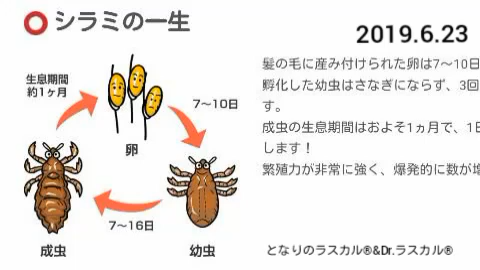 シラミの一生
2019.6.23
生息期間
約1ヶ月
7〜10日
卵
7〜16日
成虫
幼虫
髪の毛に産み付けられた卵は7〜10日
孵化した幼虫はさなぎにならず、3回
す。
成虫の生息期間はおよそ1ヵ月で、1日
します!
繁殖力が非常に強く、爆発的に数が増
となりのラスカル®&Dr.ラスカル®